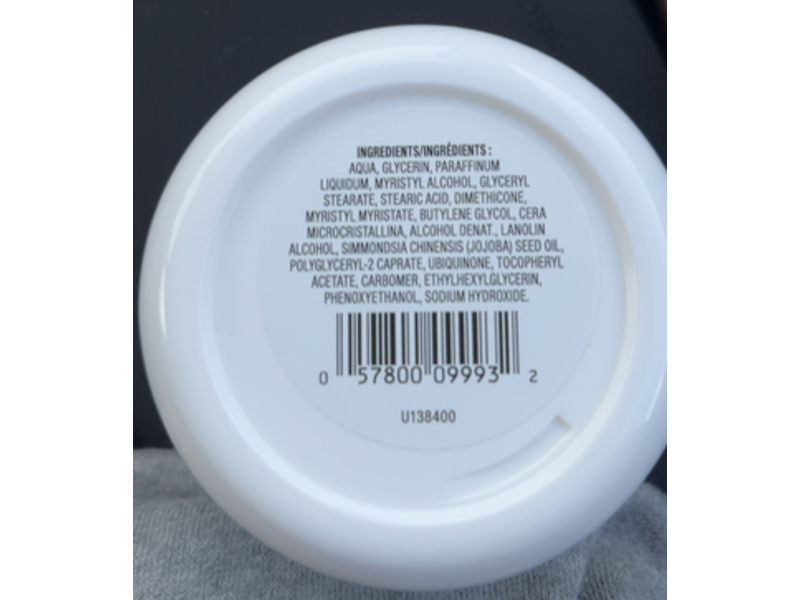 INGREDIENTS/INGRÉDIENTS :
AQUA, GLYCERIN, PARAFFINUM
LIQUIDUM, MYRISTYL ALCOHOL, GLYCERYL
STEARATE, STEARIC ACID, DIMETHICONE,
MYRISTYL MYRISTATE, BUTYLENE GLYCOL, CERA
MICROCRISTALLINA, ALCOHOL DENAT., LANOLIN
ALCOHOL, SIMMONDSIA CHINENSIS (JOJOBA) SEED OIL,
POLYGLYCERYL-2 CAPRATE, UBIQUINONE, TOCOPHERYL
ACETATE, CARBOMER, ETHYLHEXYLGLYCERIN,
PHENOXYETHANOL, SODIUM HYDROXIDE.
0 57800 09993 2
U138400